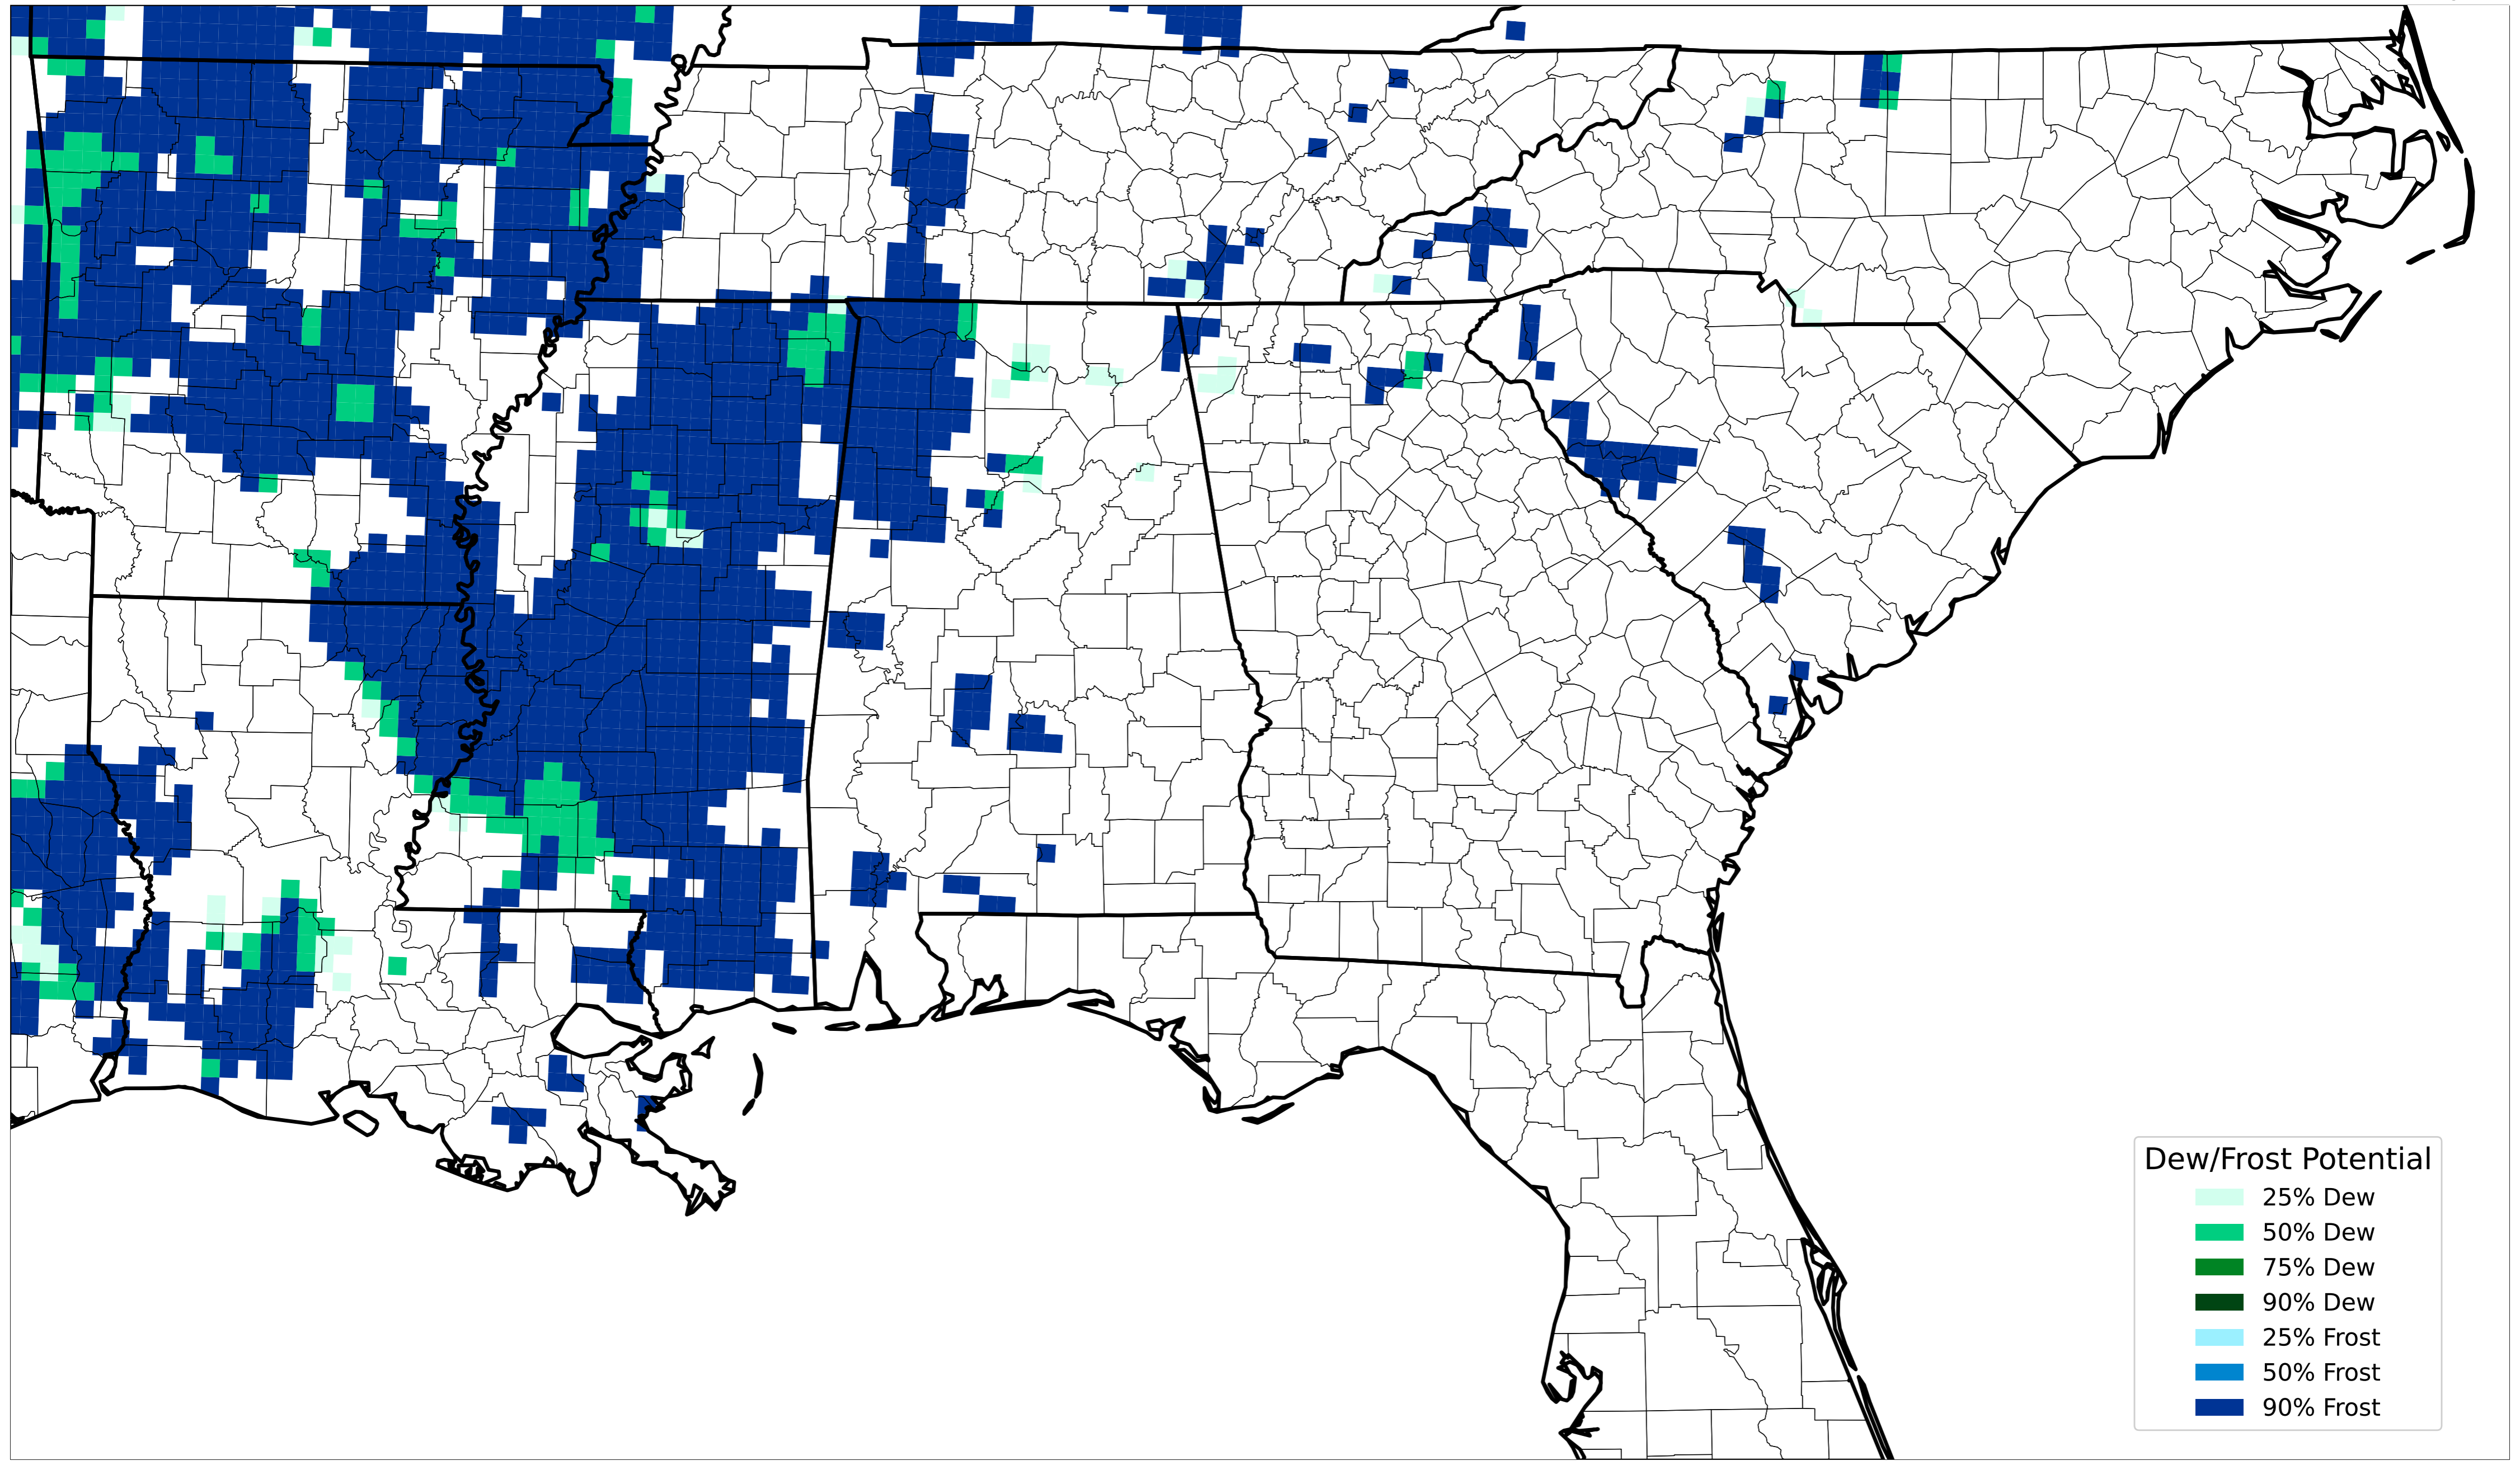 Dew/Frost Potential
25% Dew
50% Dew
75% Dew
90% Dew
25% Frost
50% Frost
90% Frost